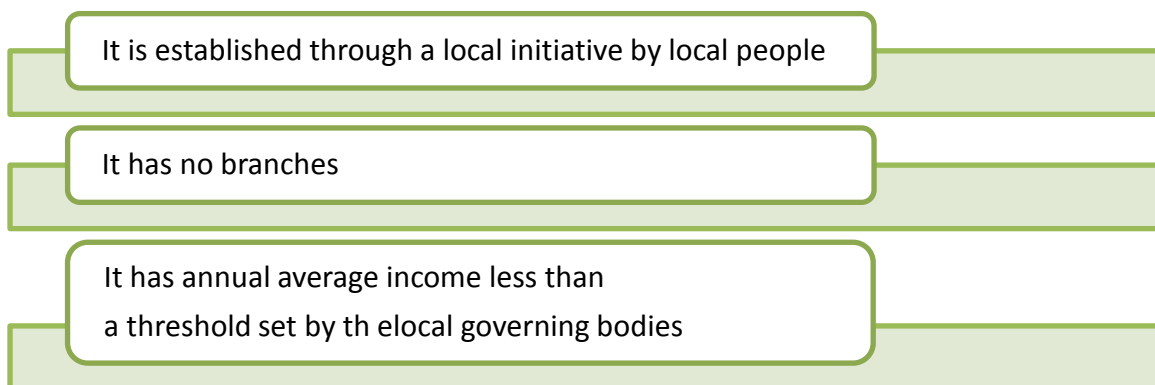 It is established through a local initiative by local people
It has no branches
It has annual average income less than
a threshold set by th elocal governing bodies